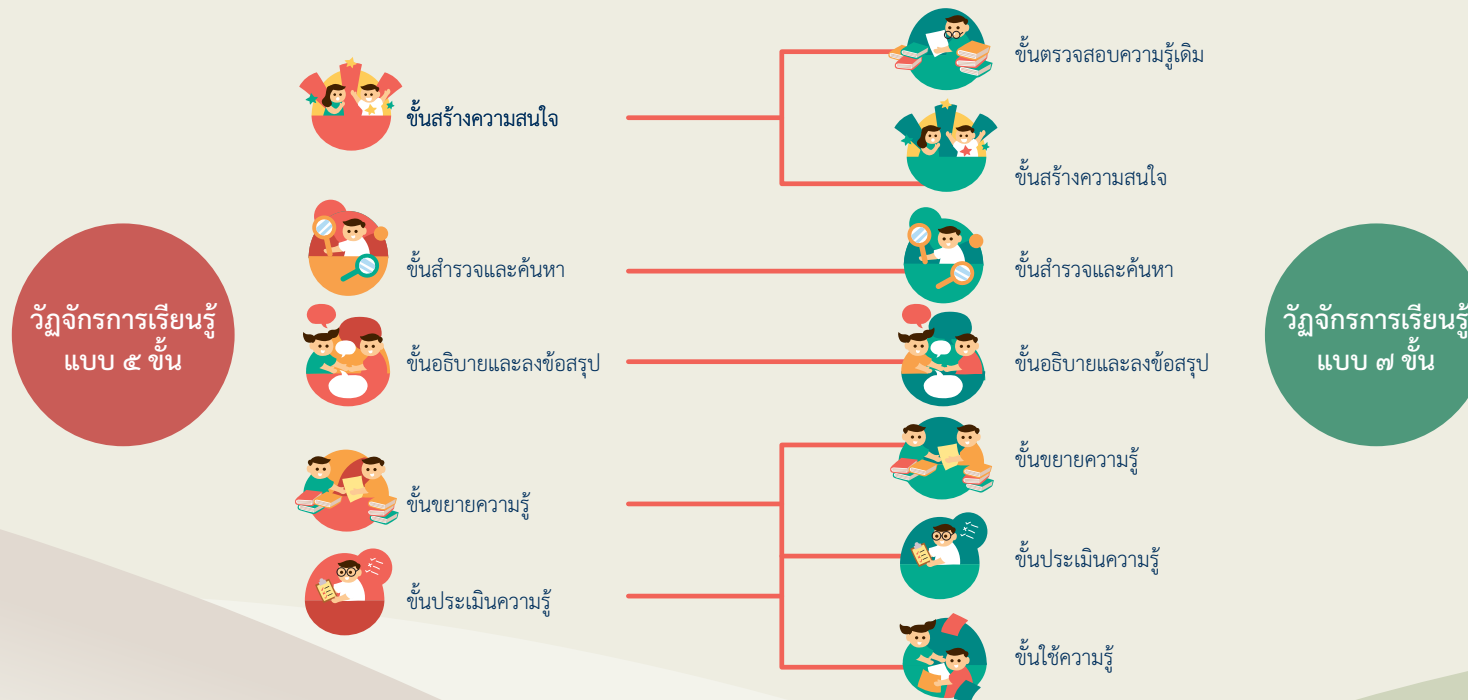 วัฏจักรการเรียนรู้
แบบ ๕ ขั้น
ขั้นสร้างความสนใจ
ขั้นสำรวจและค้นหา
ขั้นอธิบายและลงข้อสรุป
ขั้นขยายความรู้
ขั้นประเมินความรู้
ขั้นตรวจสอบความรู้เดิม
ขั้นสร้างความสนใจ
ขั้นสำรวจและค้นหา
ขั้นอธิบายและลงข้อสรุป
ขั้นขยายความรู้
ขั้นประเมินความรู้
ขั้นใช้ความรู้
วัฏจักรการเรียนรู้
แบบ ๗ ขั้น